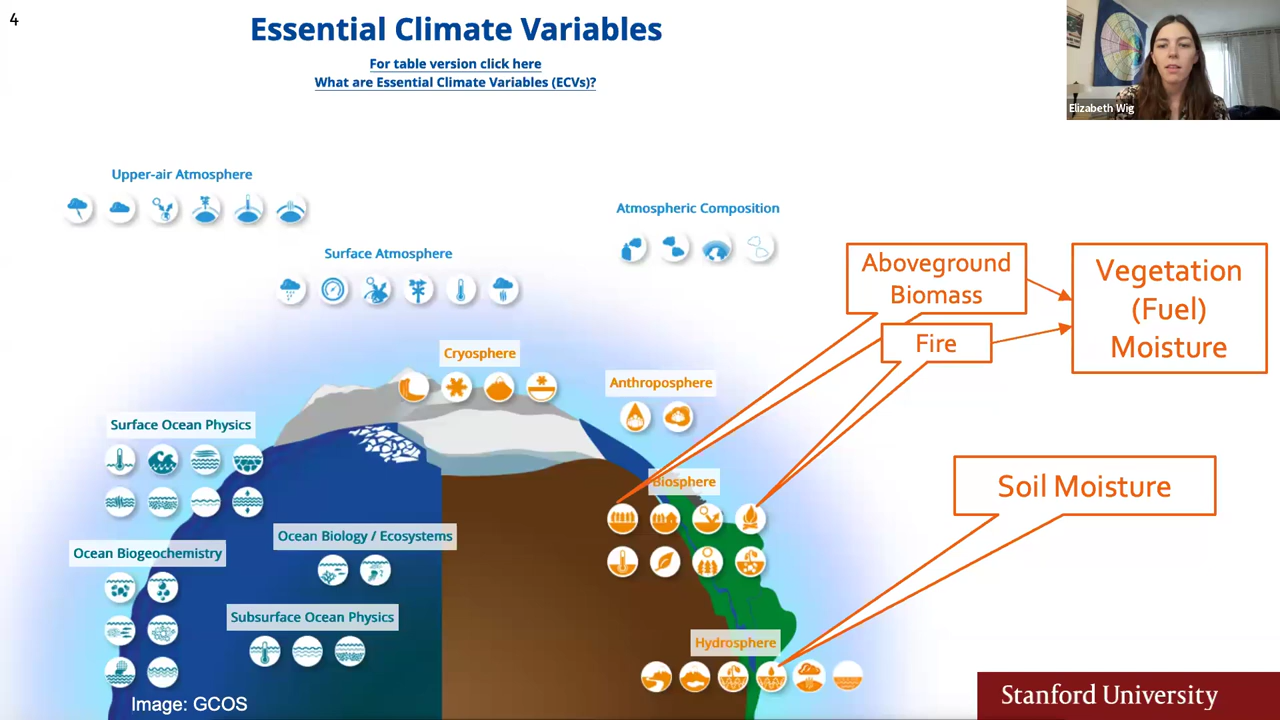 4
Essential Climate Variables
For table version click here
What are Essential Climate Variables (ECVs)?
Elizabeth Wig
Upper-air Atmosphere
Atmospheric Composition
Surface Atmosphere
Aboveground
Biomass
Vegetation
(Fuel)
Moisture
Fire
Cryosphere
Anthroposphere
Surface Ocean Physics
Biosphere
Soil Moisture
Ocean Biology / Ecosystems
Ocean Biogeochemistry
Subsurface Ocean Physics
Hydrosphere
Image: GCOS
Stanford University